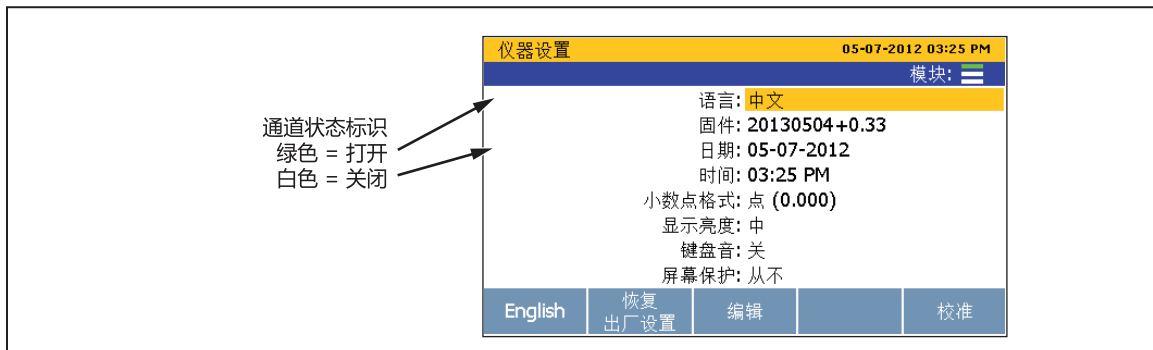 仪器设置 05-07-2012 03:25 PM
模块:
通道状态标识
绿色 = 打开
白色 = 关闭
语言: 中文
固件: 20130504+0.33
日期: 05-07-2012
时间: 03:25 PM
小数点格式: 点 (0.000)
显示亮度: 中
键盘音: 关
屏幕保护: 从不
English 恢复 出厂设置 编辑 校准